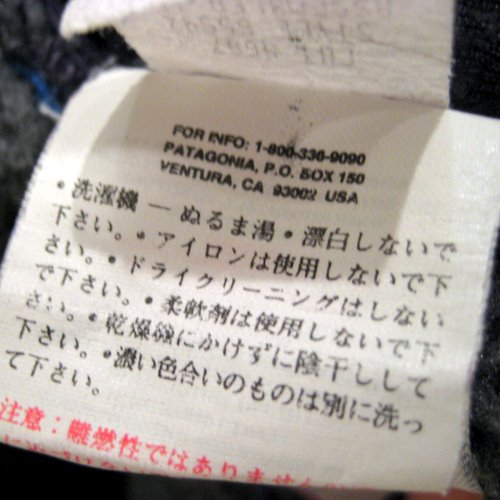 FOR INFO: 1-800-336-9090
PATAGONIA, P.O. BOX 150
VENTURA, CA 93002 USA
・洗濯機 — ぬるま湯・漂白しないで
下さい。・アイロンは使用しないで下
さい。・ドライクリーニングはしない
で下さい。・柔軟剤は使用しないで下
さい。・乾燥機にかけずに陰干しして
下さい。・濃い色合いのものは別に洗っ
て下さい。
注意：難燃性ではありません